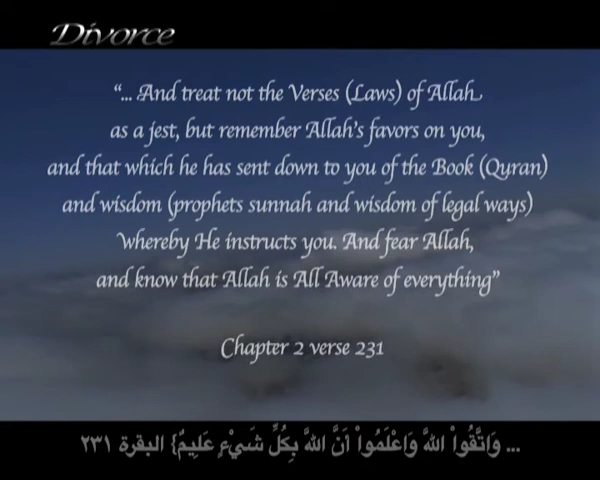 Divorce
“... And treat not the Verses (Laws) of Allah
as a jest, but remember Allah's favors on you,
and that which he has sent down to you of the Book (Quran)
and wisdom (prophets sunnah and wisdom of legal ways)
whereby He instructs you. And fear Allah,
and know that Allah is All Aware of everything”
Chapter 2 verse 231
... وَاتَّقُواْ اللهَّ وَاعْلَمُواْ أَنَّ اللهَّ بِكُلِّ شَيْءٍ عَلِيمٌ} البقرة ٢٣١